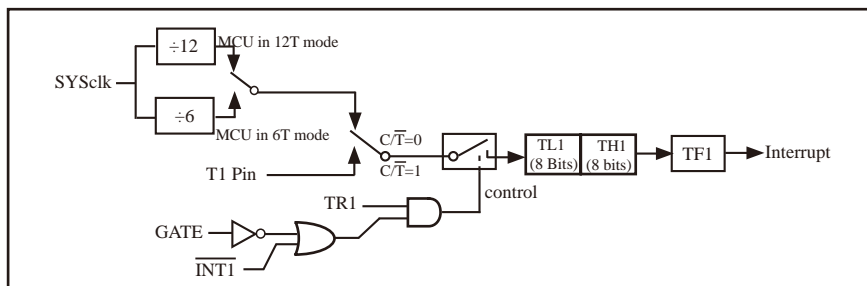 ÷12
MCU in 12T mode
SYSclk
÷6
MCU in 6T mode
C/T̅=0
C/T̅=1
T1 Pin
TL1
(8 Bits)
TH1
(8 bits)
TF1
Interrupt
control
TR1
GATE
I̅N̅T̅1̅